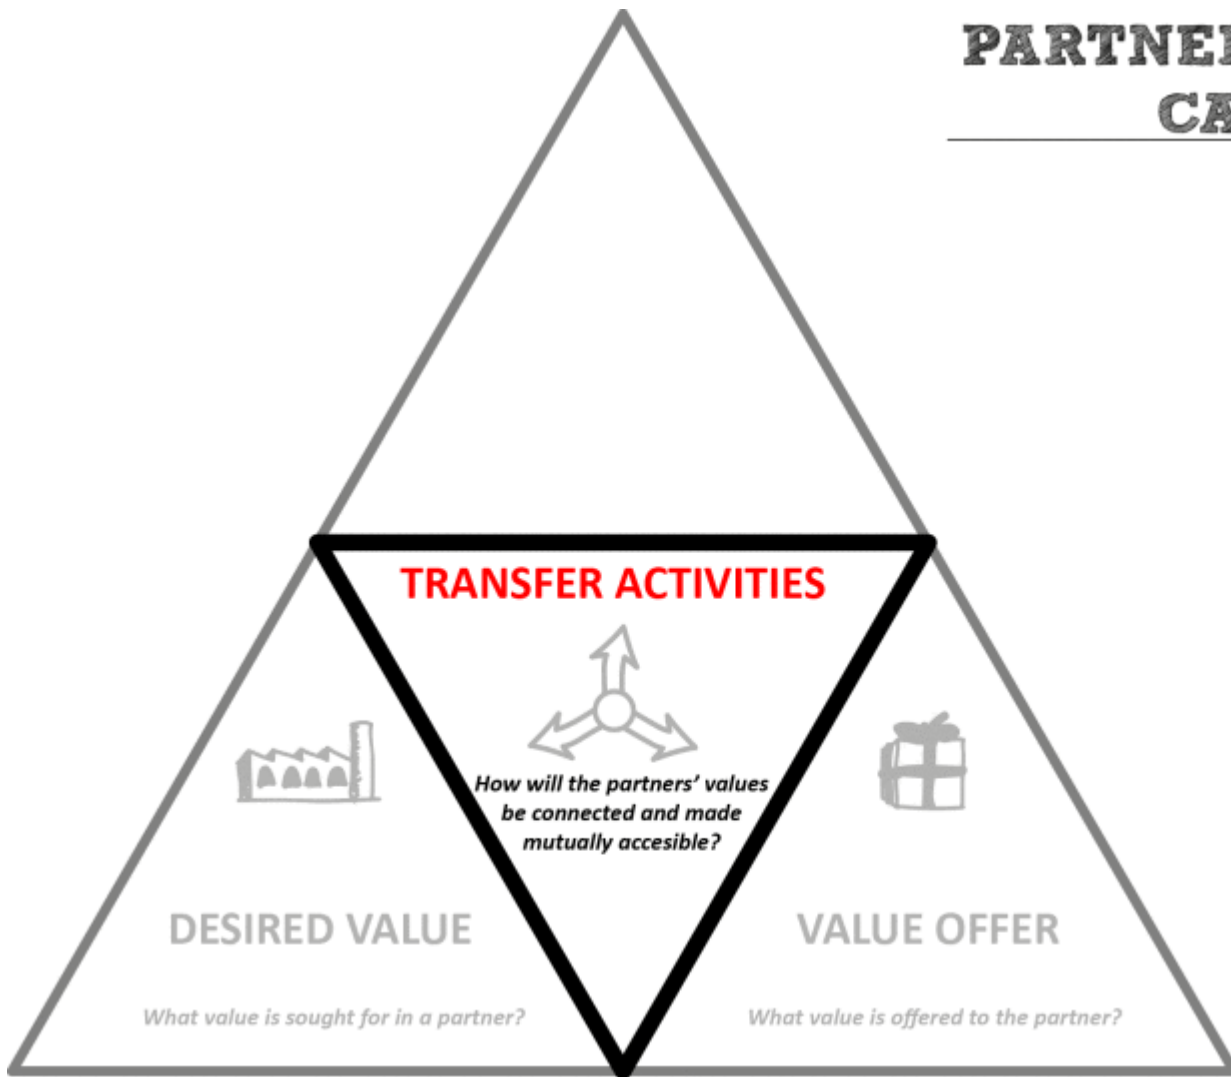 PARTNE
CA
TRANSFER ACTIVITIES
How will the partners' values
be connected and made
mutually accesible?
DESIRED VALUE
VALUE OFFER
What value is sought for in a partner?
What value is offered to the partner?